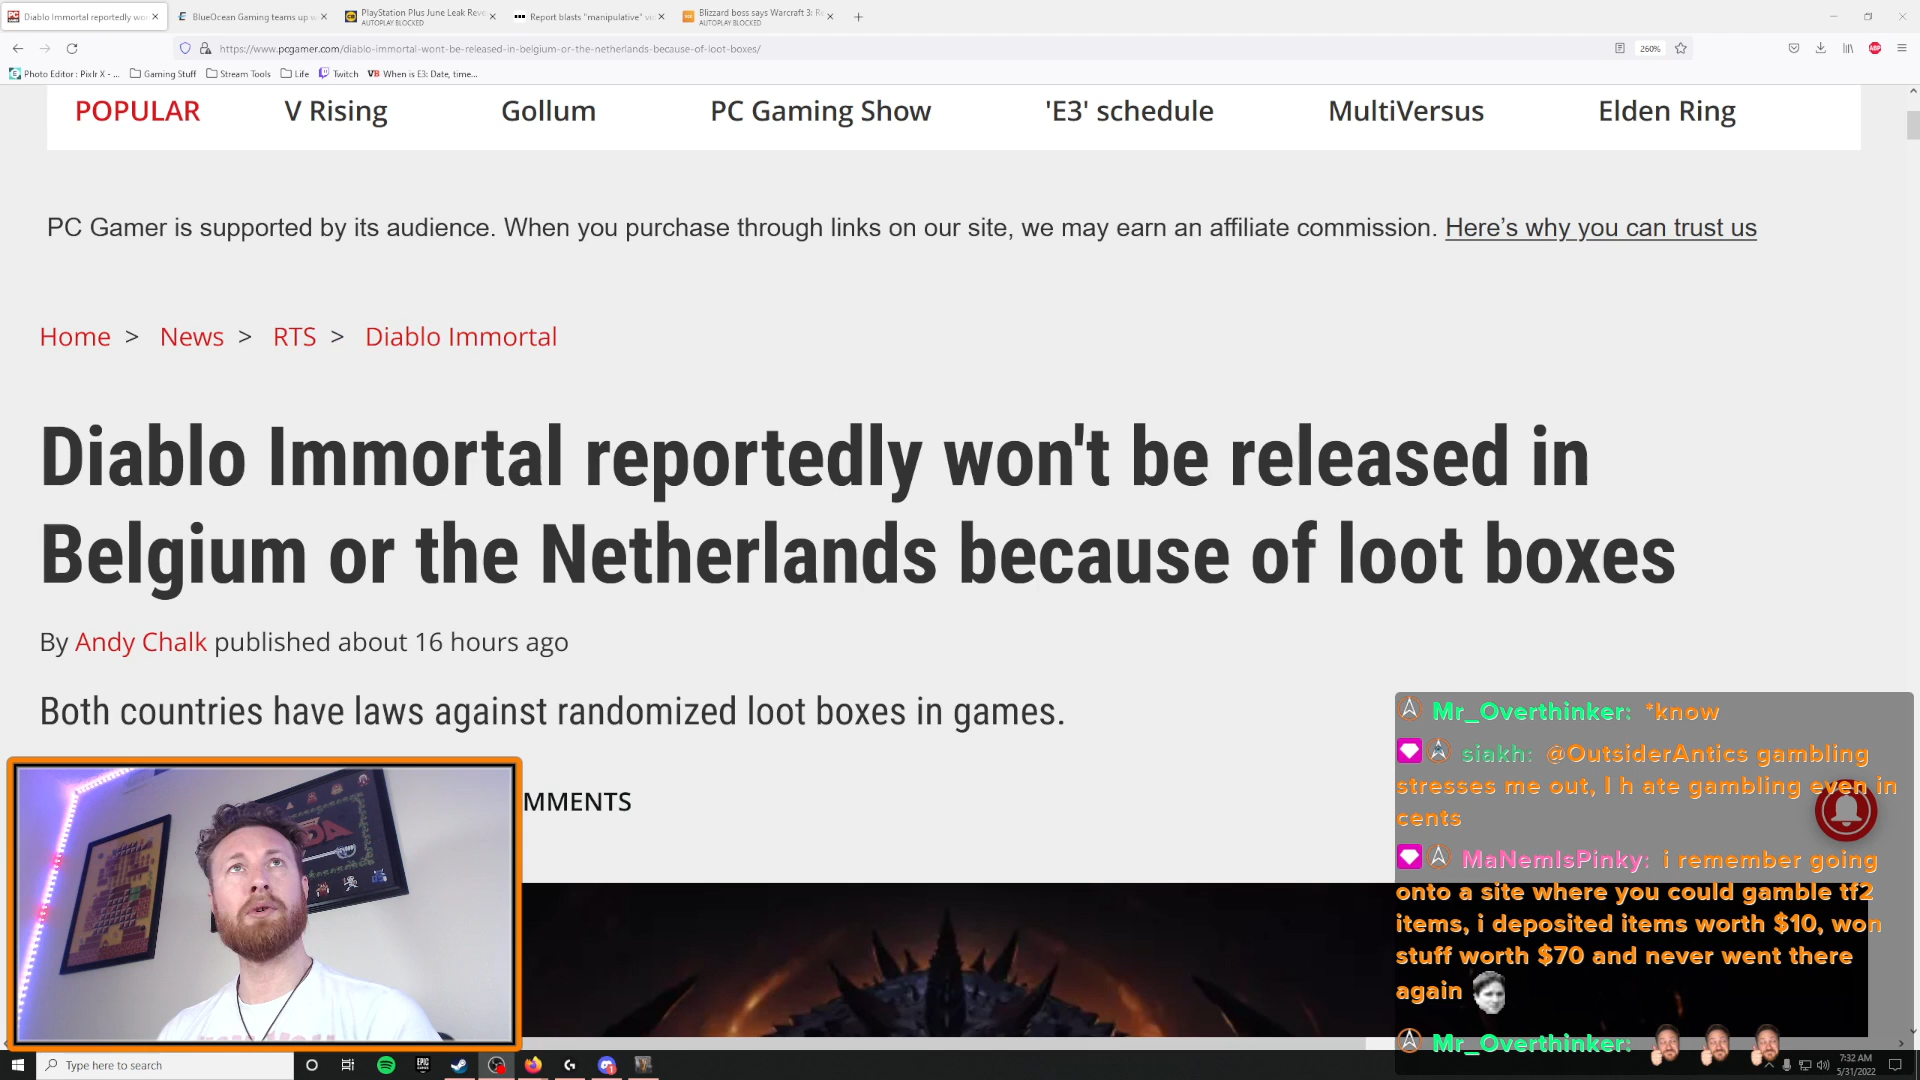 Diablo Immortal reportedly wo
BlueOcean Gaming teams up w
PlayStation Plus June Leak Reve
AUTOPLAY BLOCKED
Report blasts "manipulative" vi
Blizzard boss says Warcraft 3: Re
AUTOPLAY BLOCKED
https://www.pcgamer.com/diablo-immortal-wont-be-released-in-belgium-or-the-netherlands-because-of-loot-boxes/
260%
ABP
Photo Editor : Pixlr X - ...
Gaming Stuff
Stream Tools
Life
Twitch
VB When is E3: Date, time...
POPULAR
V Rising
Gollum
PC Gaming Show
'E3' schedule
MultiVersus
Elden Ring
PC Gamer is supported by its audience. When you purchase through links on our site, we may earn an affiliate commission. Here's why you can trust us
Home > News > RTS > Diablo Immortal
Diablo Immortal reportedly won't be released in
Belgium or the Netherlands because of loot boxes
By Andy Chalk published about 16 hours ago
Both countries have laws against randomized loot boxes in games.
MMENTS
Mr_Overthinker: *know
siakh: @OutsiderAntics gambling
stresses me out, I h ate gambling even in
cents
MaNemIsPinky: i remember going
onto a site where you could gamble tf2
items, i deposited items worth $10, won
stuff worth $70 and never went there
again
Mr_Overthinker:
Type here to search
7:32 AM
5/31/2022